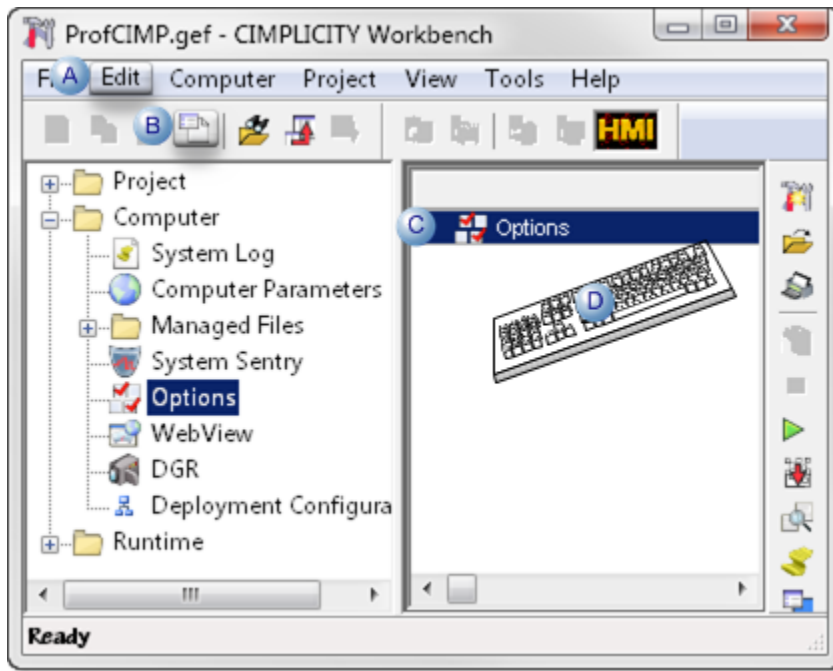 ProfCIMP.gef - CIMPLICITY Workbench
F A Edit Computer Project View Tools Help
B HMI
Project
Computer
System Log
Computer Parameters
Managed Files
System Sentry
Options
WebView
DGR
Deployment Configura
Runtime
C Options
D
Ready